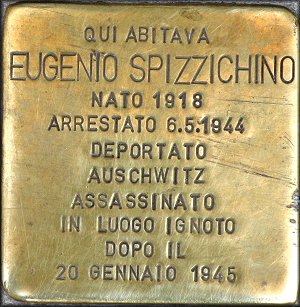 QUI ABITAVA
EUGENIO SPIZZICHINO
NATO 1918
ARRESTATO 6.5.1944
DEPORTATO
AUSCHWITZ
ASSASSINATO
IN LUOGO IGNOTO
DOPO IL
20 GENNAIO 1945